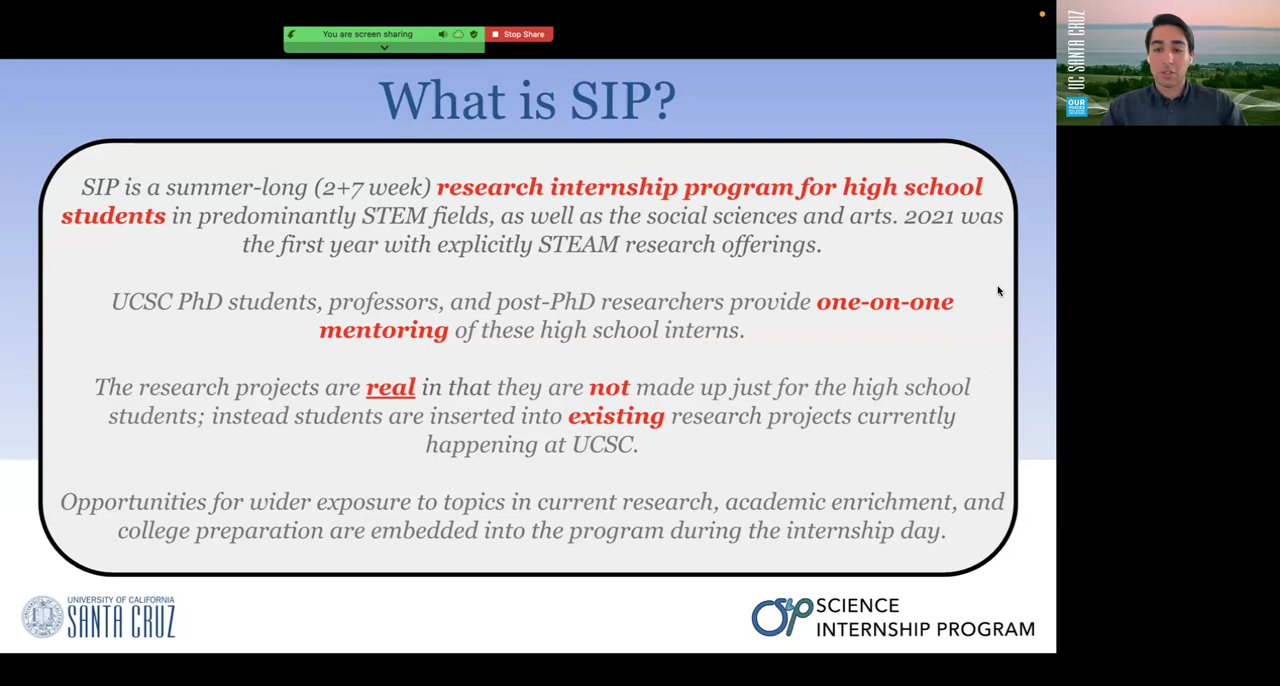 You are screen sharing
Stop Share
What is SIP?
SIP is a summer-long (2+7 week) research internship program for high school
students in predominantly STEM fields, as well as the social sciences and arts. 2021 was
the first year with explicitly STEAM research offerings.
UCSC PhD students, professors, and post-PhD researchers provide one-on-one
mentoring of these high school interns.
The research projects are real in that they are not made up just for the high school
students; instead students are inserted into existing research projects currently
happening at UCSC.
Opportunities for wider exposure to topics in current research, academic enrichment, and
college preparation are embedded into the program during the internship day.
UNIVERSITY OF CALIFORNIA
SANTA CRUZ
SIP
SCIENCE
INTERNSHIP PROGRAM
UC SANTA CRUZ
OUR